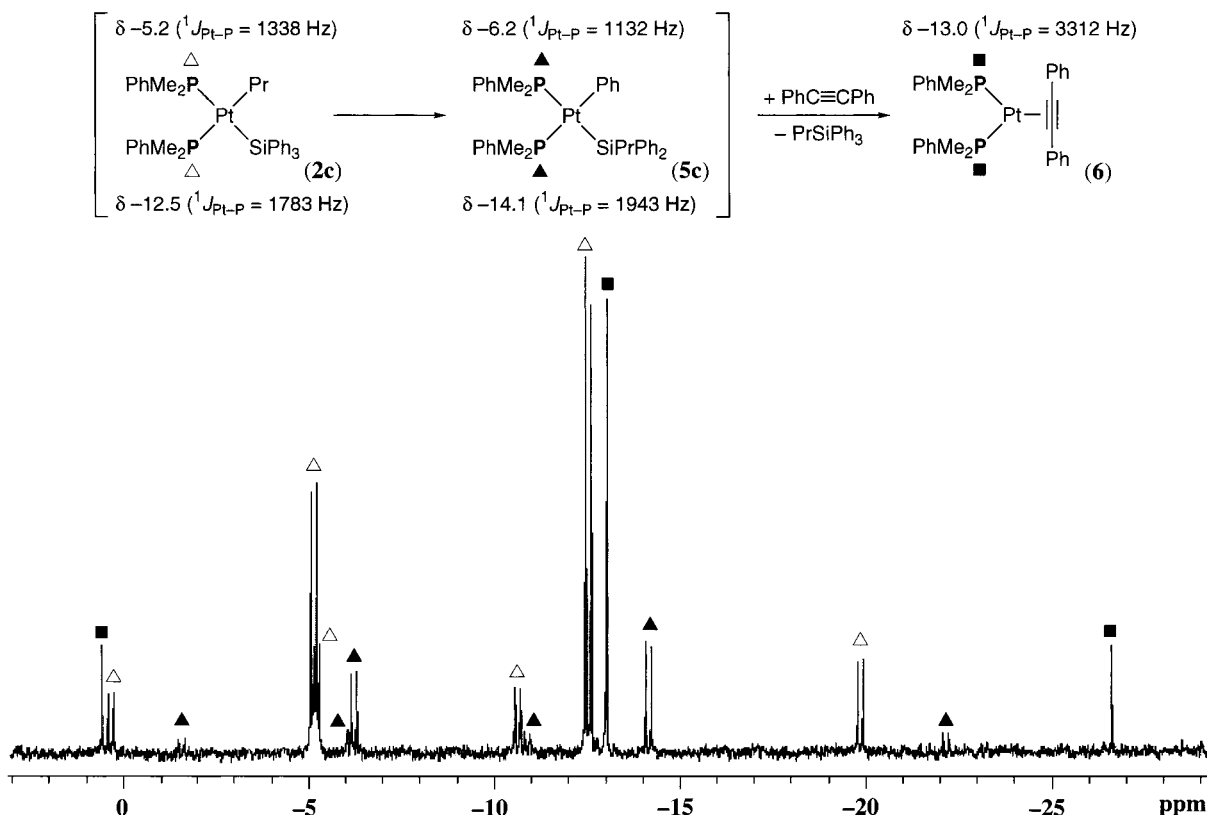 δ –5.2 (¹J_Pt–P = 1338 Hz)
δ –6.2 (¹J_Pt–P = 1132 Hz)
δ –13.0 (¹J_Pt–P = 3312 Hz)
PhMe₂P Pr
Pt
PhMe₂P SiPh₃ (2c)
PhMe₂P Ph
Pt
PhMe₂P SiPrPh₂ (5c)
+ PhC≡CPh
– PrSiPh₃
PhMe₂P Ph
Pt
PhMe₂P Ph (6)
δ –12.5 (¹J_Pt–P = 1783 Hz)
δ –14.1 (¹J_Pt–P = 1943 Hz)
0 –5 –10 –15 –20 –25 ppm